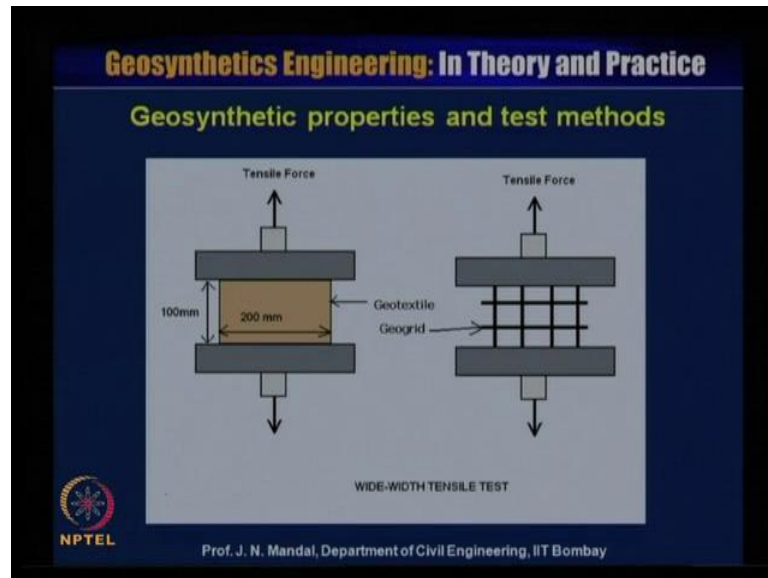 Geosynthetics Engineering: In Theory and Practice
Geosynthetic properties and test methods
Tensile Force
Tensile Force
100mm
200 mm
Geotextile
Geogrid
WIDE-WIDTH TENSILE TEST
NPTEL
Prof. J. N. Mandal, Department of Civil Engineering, IIT Bombay